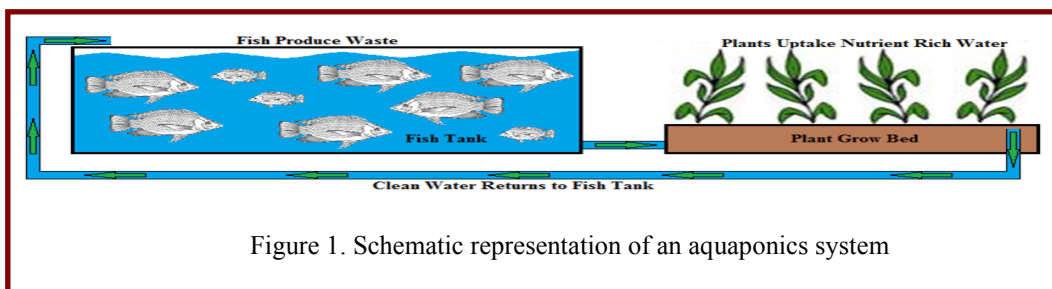 Fish Produce Waste
Plants Uptake Nutrient Rich Water
Fish Tank
Plant Grow Bed
Clean Water Returns to Fish Tank
Figure 1. Schematic representation of an aquaponics system